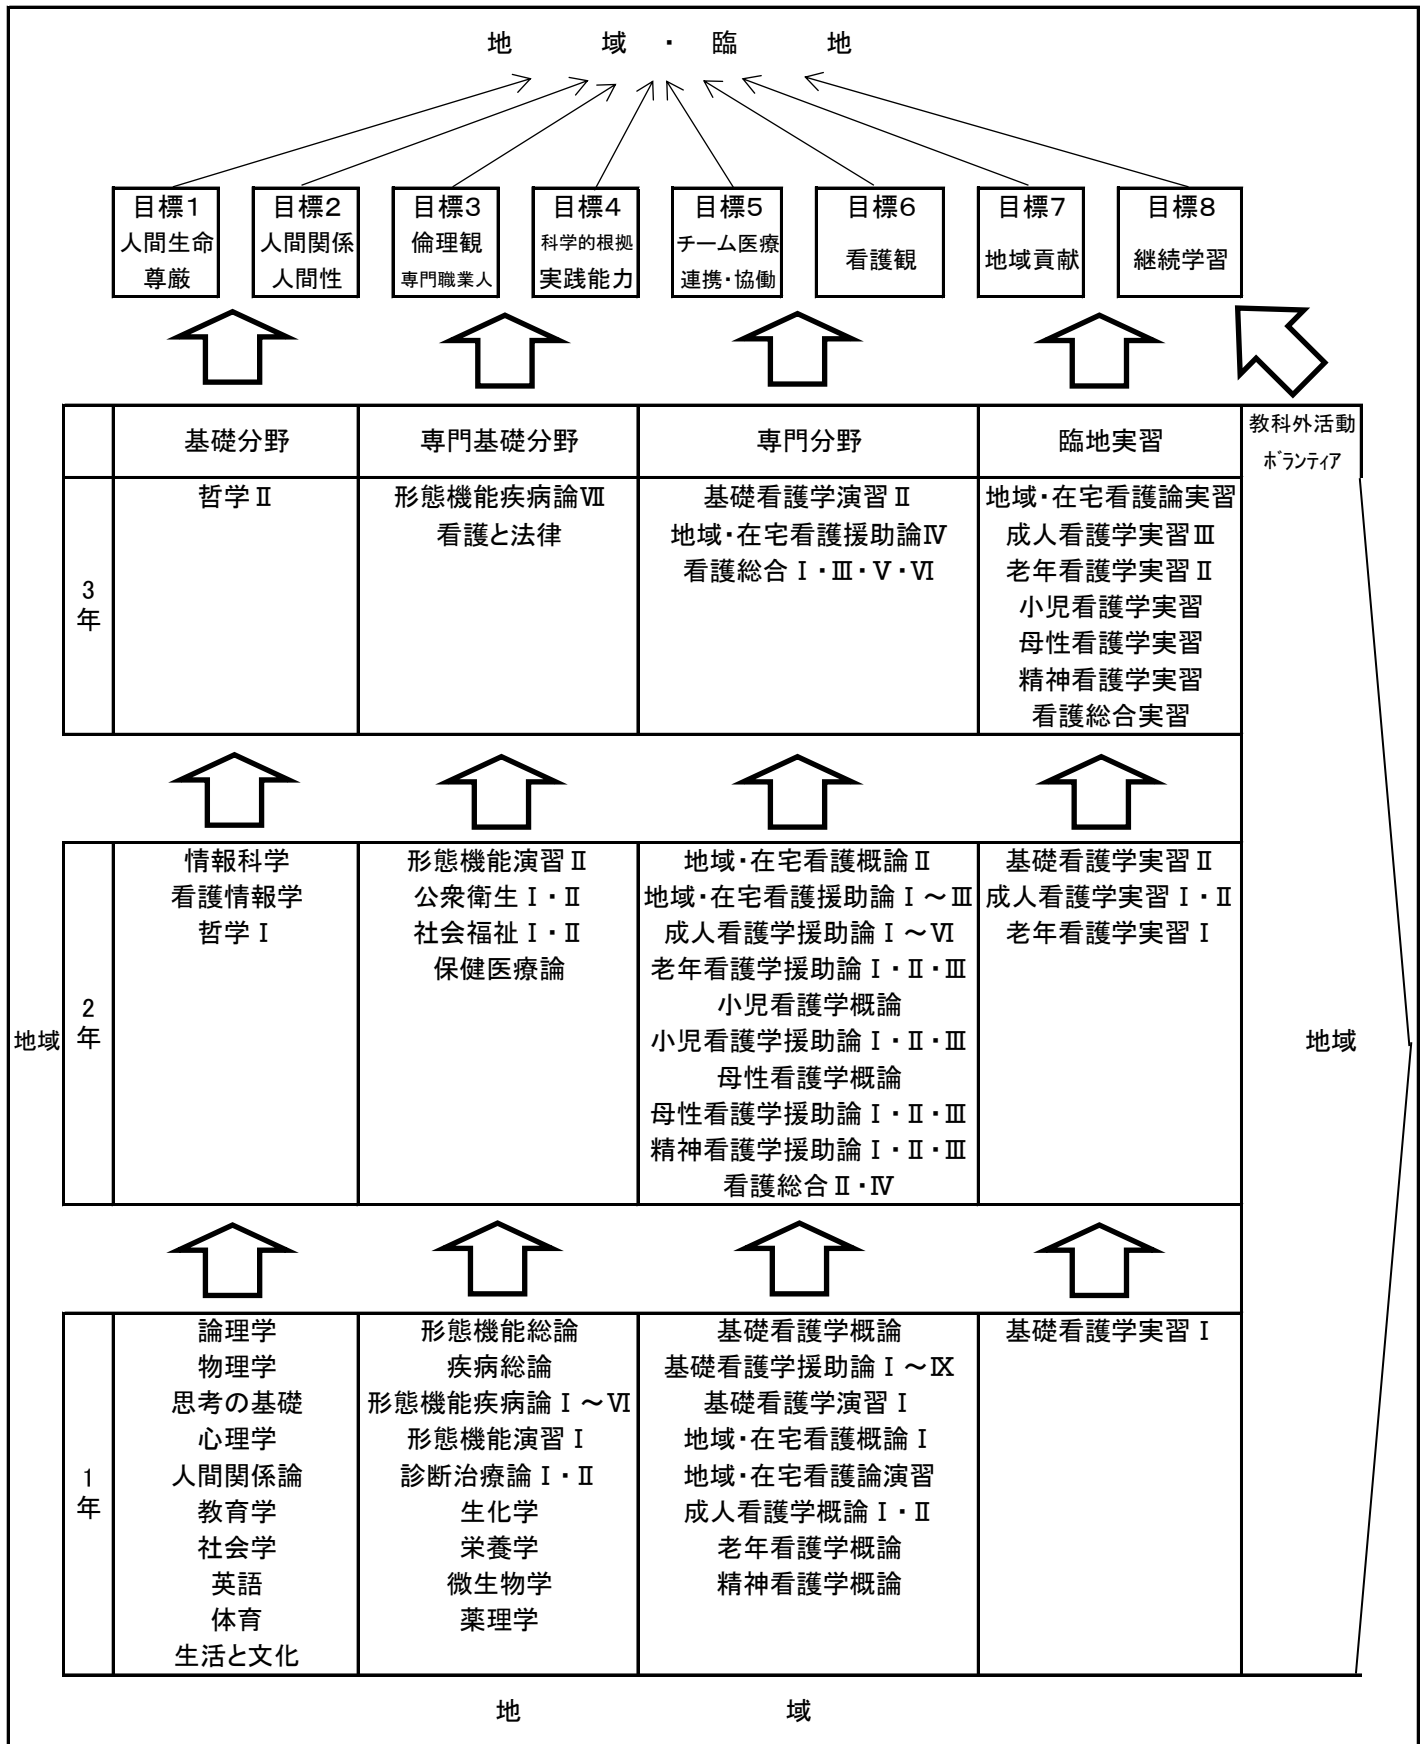 地　域・臨　地
目標1
人間生命
尊厳
目標2
人間関係
人間性
目標3
倫理観
専門職業人
目標4
科学的根拠
実践能力
目標5
チーム医療
連携・協働
目標6
看護観
目標7
地域貢献
目標8
継続学習
基礎分野
専門基礎分野
専門分野
臨地実習
教科外活動
ボランティア
3
年
哲学Ⅱ
形態機能疾病論Ⅶ
看護と法律
基礎看護学演習Ⅱ
地域・在宅看護援助論Ⅳ
看護総合Ⅰ・Ⅲ・Ⅴ・Ⅵ
地域・在宅看護論実習
成人看護学実習Ⅲ
老年看護学実習Ⅱ
小児看護学実習
母性看護学実習
精神看護学実習
看護総合実習
地域
2
年
情報科学
看護情報学
哲学Ⅰ
形態機能演習Ⅱ
公衆衛生Ⅰ・Ⅱ
社会福祉Ⅰ・Ⅱ
保健医療論
地域・在宅看護概論Ⅱ
地域・在宅看護援助論Ⅰ～Ⅲ
成人看護学援助論Ⅰ～Ⅵ
老年看護学援助論Ⅰ・Ⅱ・Ⅲ
小児看護学概論
小児看護学援助論Ⅰ・Ⅱ・Ⅲ
母性看護学概論
母性看護学援助論Ⅰ・Ⅱ・Ⅲ
精神看護学援助論Ⅰ・Ⅱ・Ⅲ
看護総合Ⅱ・Ⅳ
基礎看護学実習Ⅱ
成人看護学実習Ⅰ・Ⅱ
老年看護学実習Ⅰ
地域
1
年
論理学
物理学
思考の基礎
心理学
人間関係論
教育学
社会学
英語
体育
生活と文化
形態機能総論
疾病総論
形態機能疾病論Ⅰ～Ⅵ
形態機能演習Ⅰ
診断治療論Ⅰ・Ⅱ
生化学
栄養学
微生物学
薬理学
基礎看護学概論
基礎看護学援助論Ⅰ～Ⅸ
基礎看護学演習Ⅰ
地域・在宅看護概論Ⅰ
地域・在宅看護論演習
成人看護学概論Ⅰ・Ⅱ
老年看護学概論
精神看護学概論
基礎看護学実習Ⅰ
地　域